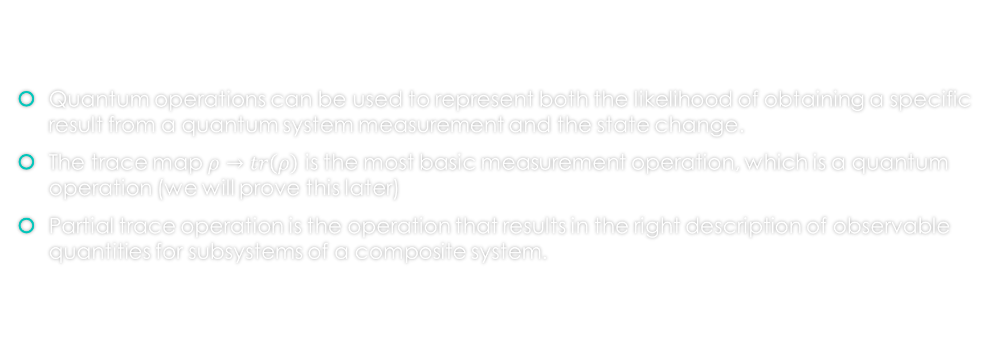 Quantum operations can be used to represent both the likelihood of obtaining a specific
result from a quantum system measurement and the state change.
The trace map ρ → tr(ρ) is the most basic measurement operation, which is a quantum
operation (we will prove this later)
Partial trace operation is the operation that results in the right description of observable
quantities for subsystems of a composite system.